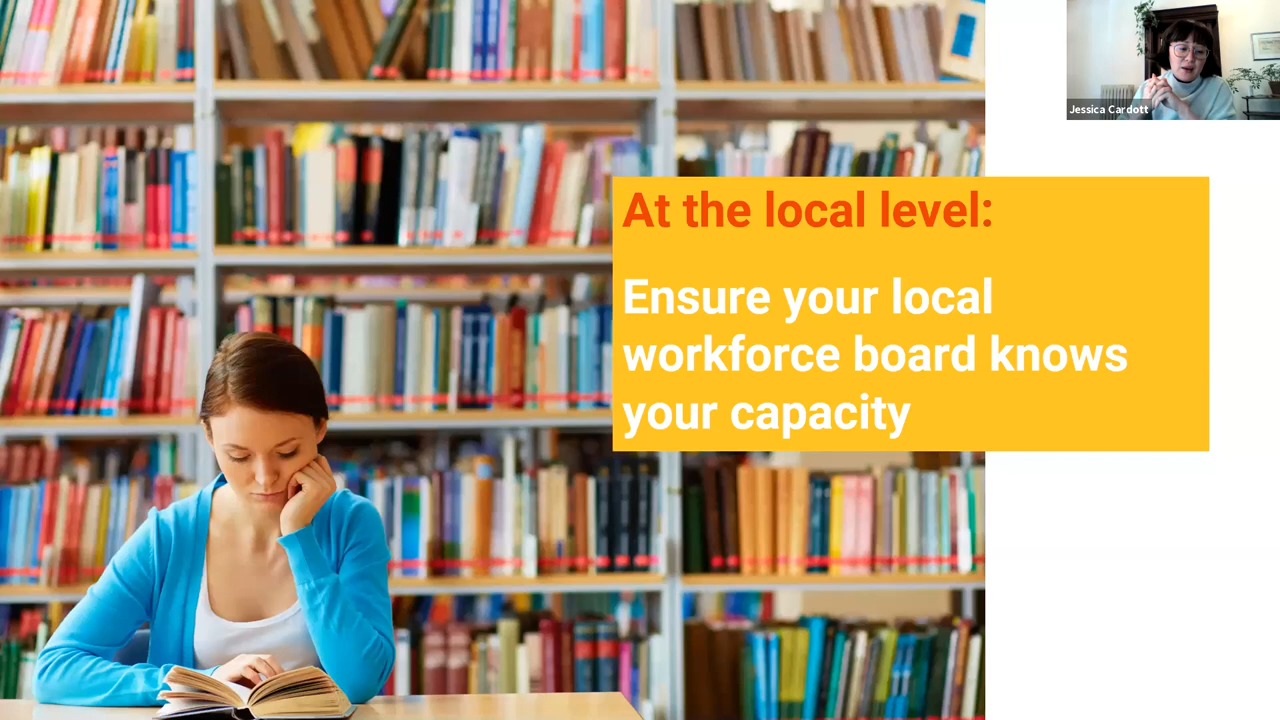 Jessica Cardott
At the local level:
Ensure your local
workforce board knows
your capacity